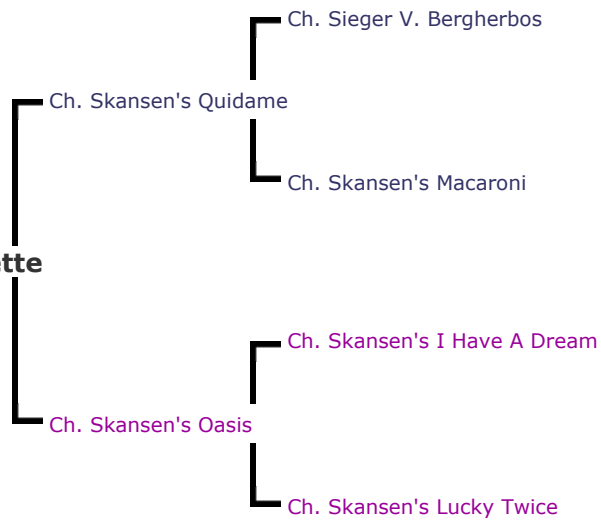 Ch. Sieger V. Bergherbos
Ch. Skansen's Quidame
Ch. Skansen's Macaroni
ette
Ch. Skansen's I Have A Dream
Ch. Skansen's Oasis
Ch. Skansen's Lucky Twice